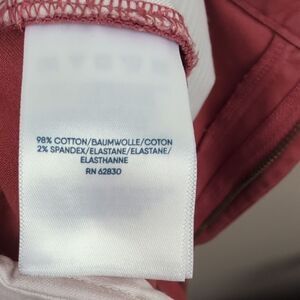 98% COTTON/BAUMWOLLE/COTON
2% SPANDEX/ELASTANE/ELASTANE/
ELASTHANNE
RN 62830